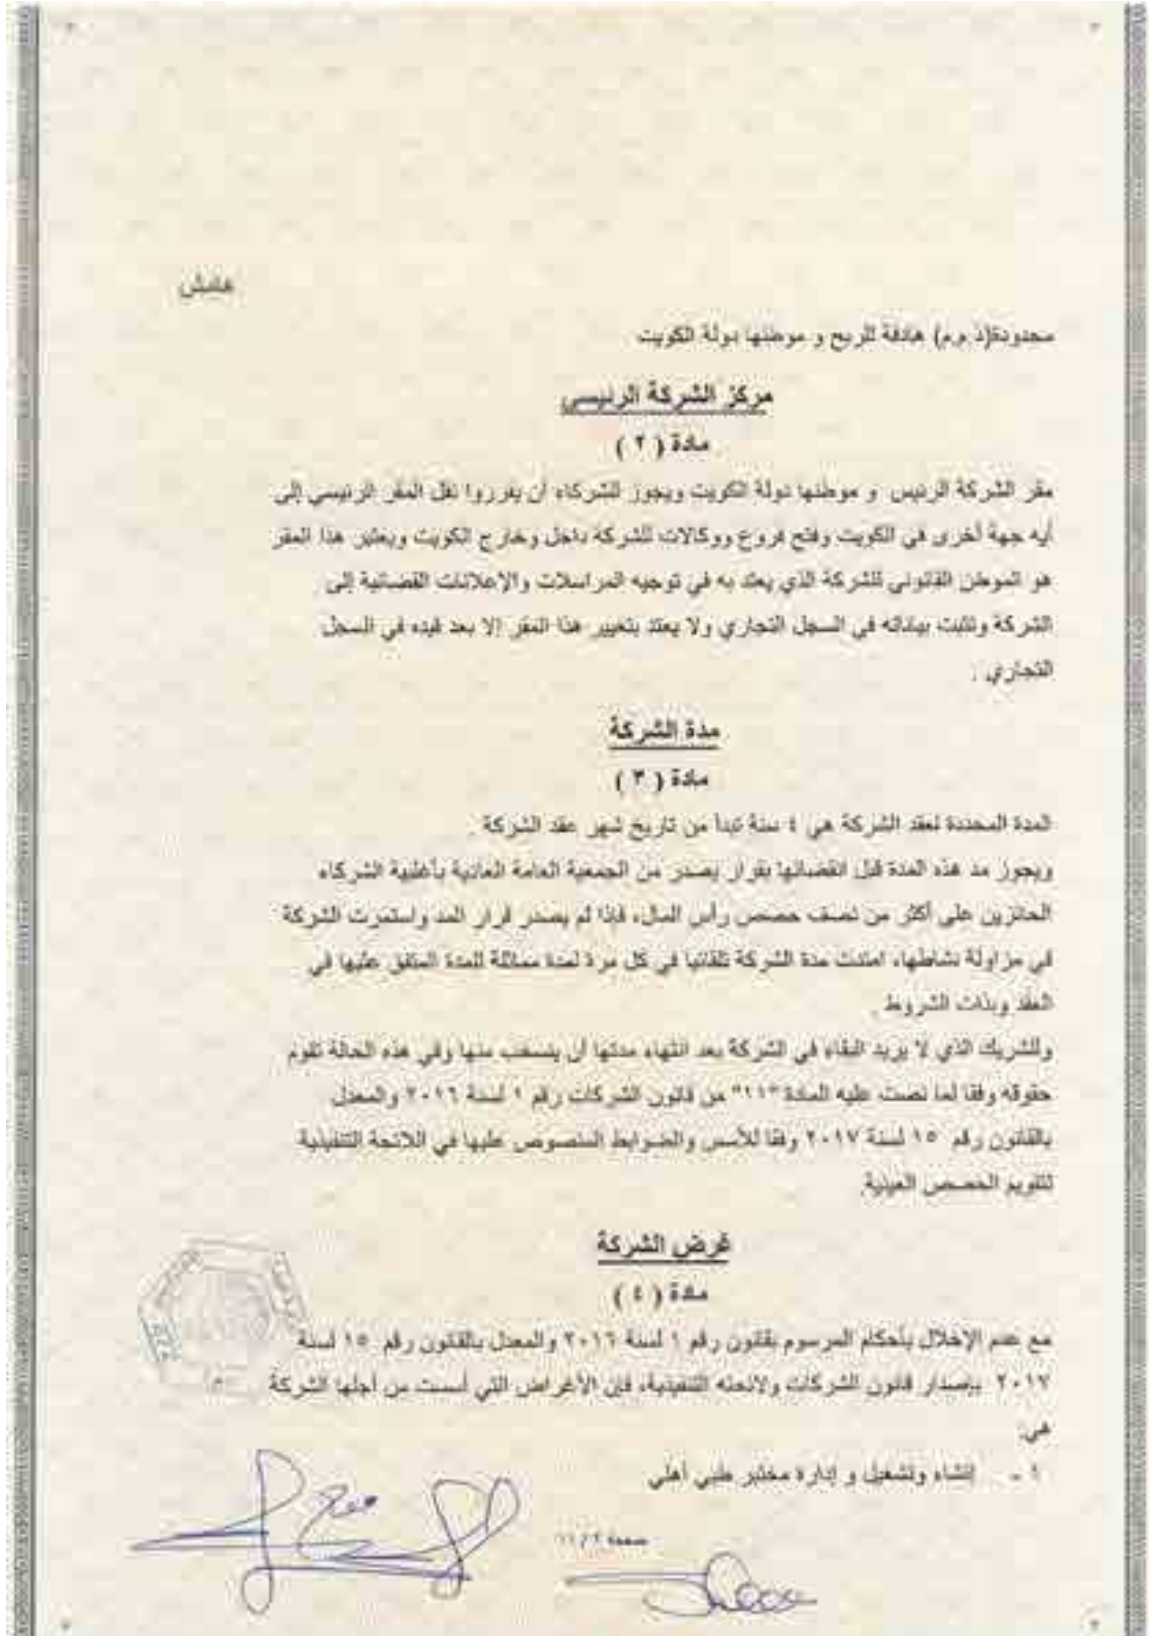 هامش
محدودة(ذ.م.م) هادفة للربح و موطنها دولة الكويت .
مركز الشركة الرئيسي
مادة ( ٢ )
مقر الشركة الرئيس و موطنها دولة الكويت ويجوز للشركاء أن يقرروا نقل المقر الرئيسي إلى
أيه جهة أخرى في الكويت وفتح فروع ووكالات للشركة داخل وخارج الكويت ويعتبر هذا المقر
هو الموطن القانوني للشركة الذي يعتد به في توجيه المراسلات والإعلانات القضائية إلى
الشركة وتثبت بياناته في السجل التجاري ولا يعتد بتغيير هذا المقر إلا بعد قيده في السجل
التجاري .
مدة الشركة
مادة ( ٣ )
المدة المحددة لعقد الشركة هي ٤ سنة تبدأ من تاريخ شهر عقد الشركة .
ويجوز مد هذه المدة قبل انقضائها بقرار يصدر من الجمعية العامة العادية بأغلبية الشركاء
الحائزين على أكثر من نصف حصص رأس المال، فإذا لم يصدر قرار المد واستمرت الشركة
في مزاولة نشاطها، امتدت مدة الشركة تلقائيا في كل مرة لمدة مماثلة للمدة المتفق عليها في
العقد وبذات الشروط .
وللشريك الذي لا يريد البقاء في الشركة بعد انتهاء مدتها أن ينسحب منها وفي هذه الحالة تقوم
حقوقه وفقا لما نصت عليه المادة "١١" من قانون الشركات رقم ١ لسنة ٢٠١٦ والمعدل
بالقانون رقم ١٥ لسنة ٢٠١٧ وفقا للأسس والضوابط المنصوص عليها في اللائحة التنفيذية
لتقويم الحصص العينية.
غرض الشركة
مادة ( ٤ )
مع عدم الإخلال بأحكام المرسوم بقانون رقم ١ لسنة ٢٠١٦ والمعدل بالقانون رقم ١٥ لسنة
٢٠١٧ بإصدار قانون الشركات ولائحته التنفيذية، فإن الأغراض التي أسست من أجلها الشركة
هي:
١ - إنشاء وتشغيل و إدارة مختبر طبي أهلي
صفحة ٢ / ١١